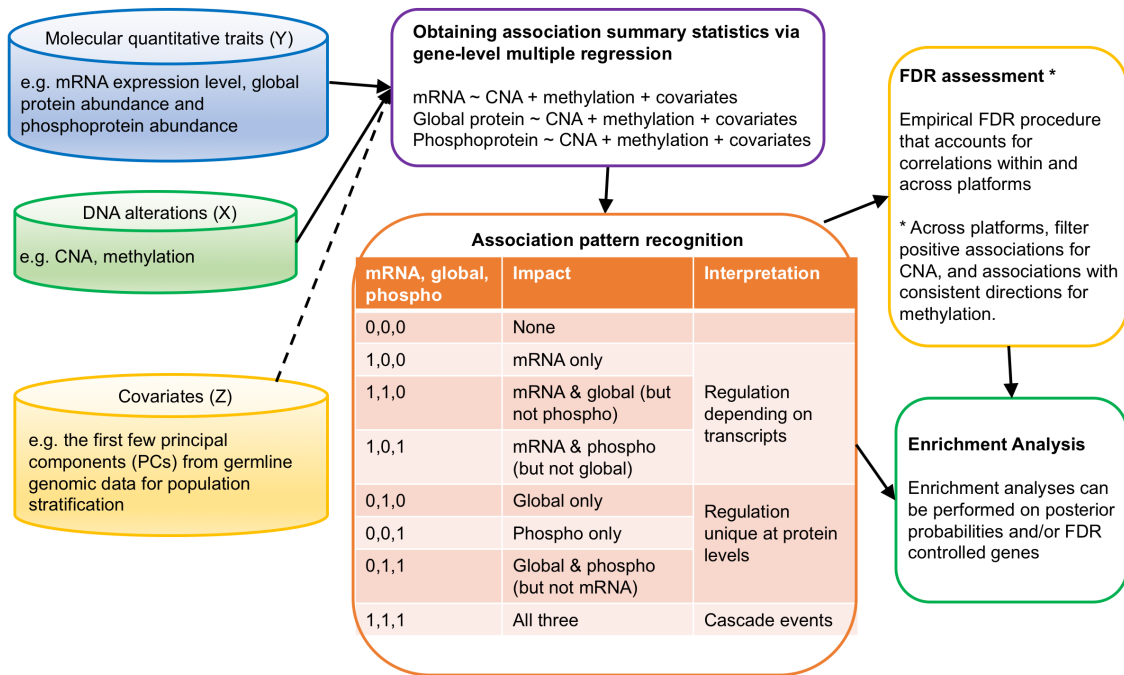 Molecular quantitative traits (Y)
e.g. mRNA expression level, global
protein abundance and
phosphoprotein abundance
DNA alterations (X)
e.g. CNA, methylation
Covariates (Z)
e.g. the first few principal
components (PCs) from germline
genomic data for population
stratification
Obtaining association summary statistics via
gene-level multiple regression
mRNA ~ CNA + methylation + covariates
Global protein ~ CNA + methylation + covariates
Phosphoprotein ~ CNA + methylation + covariates
Association pattern recognition
mRNA, global,
phospho
Impact
Interpretation
0,0,0
None
1,0,0
mRNA only
1,1,0
mRNA & global (but
not phospho)
1,0,1
mRNA & phospho
(but not global)
Regulation
depending on
transcripts
0,1,0
Global only
0,0,1
Phospho only
0,1,1
Global & phospho
(but not mRNA)
Regulation
unique at protein
levels
1,1,1
All three
Cascade events
FDR assessment *
Empirical FDR procedure
that accounts for
correlations within and
across platforms
* Across platforms, filter
positive associations for
CNA, and associations with
consistent directions for
methylation.
Enrichment Analysis
Enrichment analyses can
be performed on posterior
probabilities and/or FDR
controlled genes